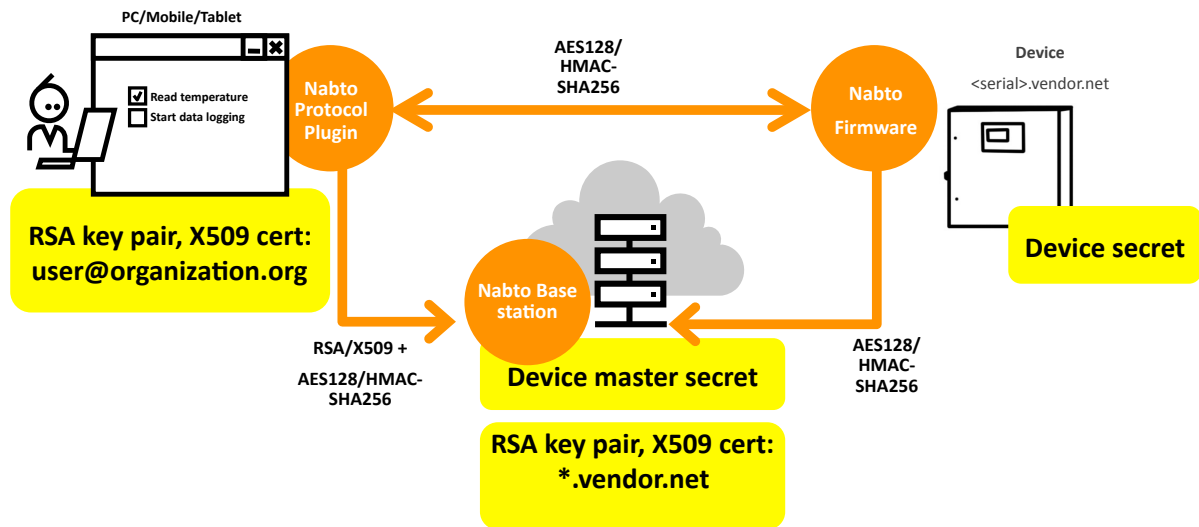 PC/Mobile/Tablet
Read temperature
Start data logging
Nabto
Protocol
Plugin
AES128/
HMAC-
SHA256
Nabto
Firmware
Device
<serial>.vendor.net
RSA key pair, X509 cert:
user@organization.org
Device secret
Nabto Base
station
RSA/X509 +
AES128/HMAC-
SHA256
Device master secret
AES128/
HMAC-
SHA256
RSA key pair, X509 cert:
*.vendor.net